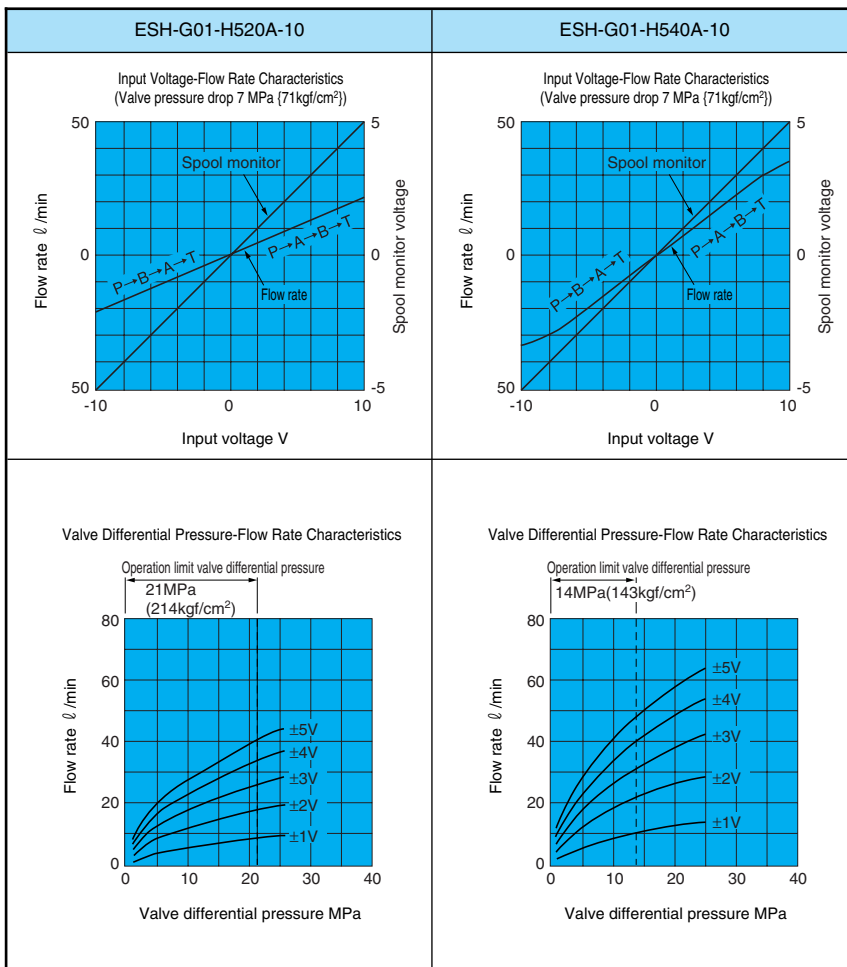 ESH-G01-H520A-10
Input Voltage-Flow Rate Characteristics
(Valve pressure drop 7 MPa {71kgf/cm²})
50
5
Spool monitor
Flow rate ℓ/min
0
0
Spool monitor voltage
P→B→A→T
P→A→B→T
Flow rate
50
-5
-10
0
10
Input voltage V
ESH-G01-H540A-10
Input Voltage-Flow Rate Characteristics
(Valve pressure drop 7 MPa {71kgf/cm²})
50
5
Spool monitor
Flow rate ℓ/min
0
0
Spool monitor voltage
P→B→A→T
P→A→B→T
Flow rate
50
-5
-10
0
10
Input voltage V
Valve Differential Pressure-Flow Rate Characteristics
Operation limit valve differential pressure
21MPa
(214kgf/cm²)
80
60
40
20
0
Flow rate ℓ/min
±5V
±4V
±3V
±2V
±1V
0
10
20
30
40
Valve differential pressure MPa
Valve Differential Pressure-Flow Rate Characteristics
Operation limit valve differential pressure
14MPa(143kgf/cm²)
80
60
40
20
0
Flow rate ℓ/min
±5V
±4V
±3V
±2V
±1V
0
10
20
30
40
Valve differential pressure MPa